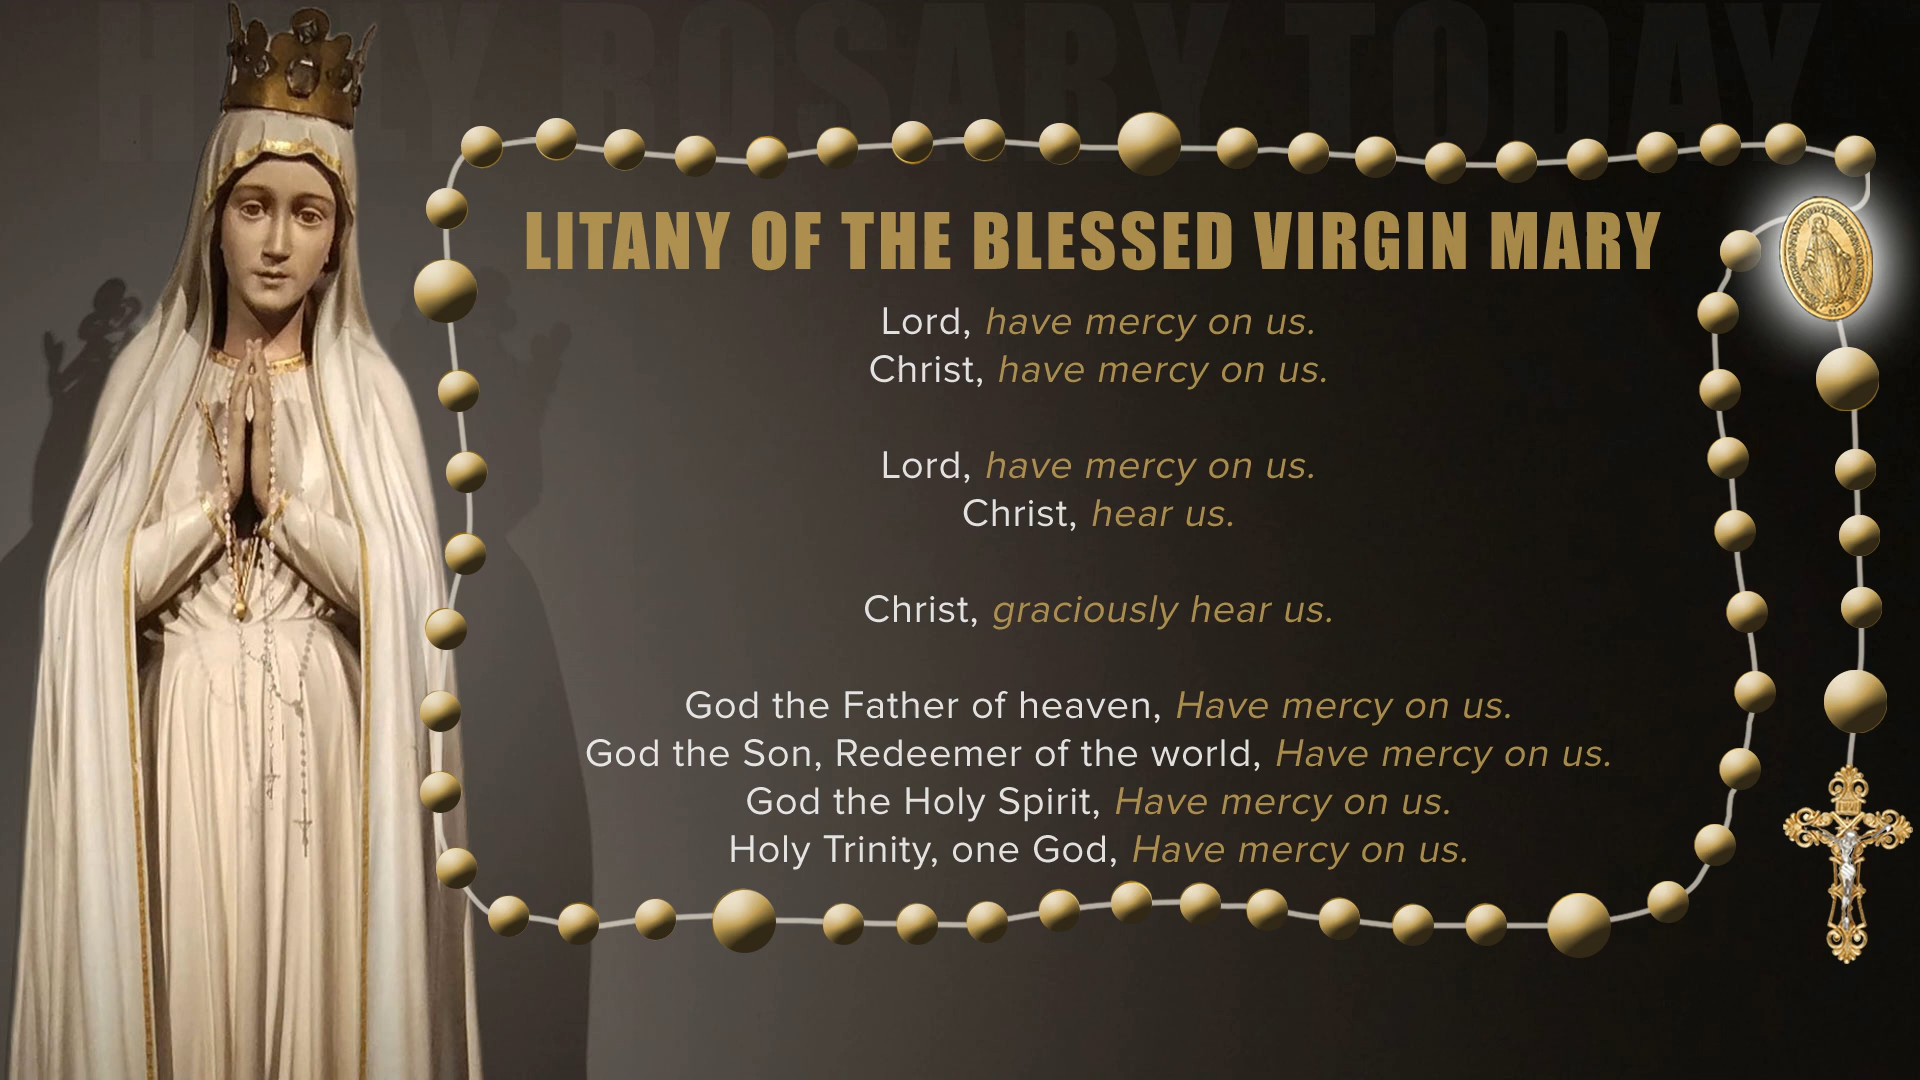 HOLY ROSARY TODAY
LITANY OF THE BLESSED VIRGIN MARY
Lord, have mercy on us.
Christ, have mercy on us.
Lord, have mercy on us.
Christ, hear us.
Christ, graciously hear us.
God the Father of heaven, Have mercy on us.
God the Son, Redeemer of the world, Have mercy on us.
God the Holy Spirit, Have mercy on us.
Holy Trinity, one God, Have mercy on us.